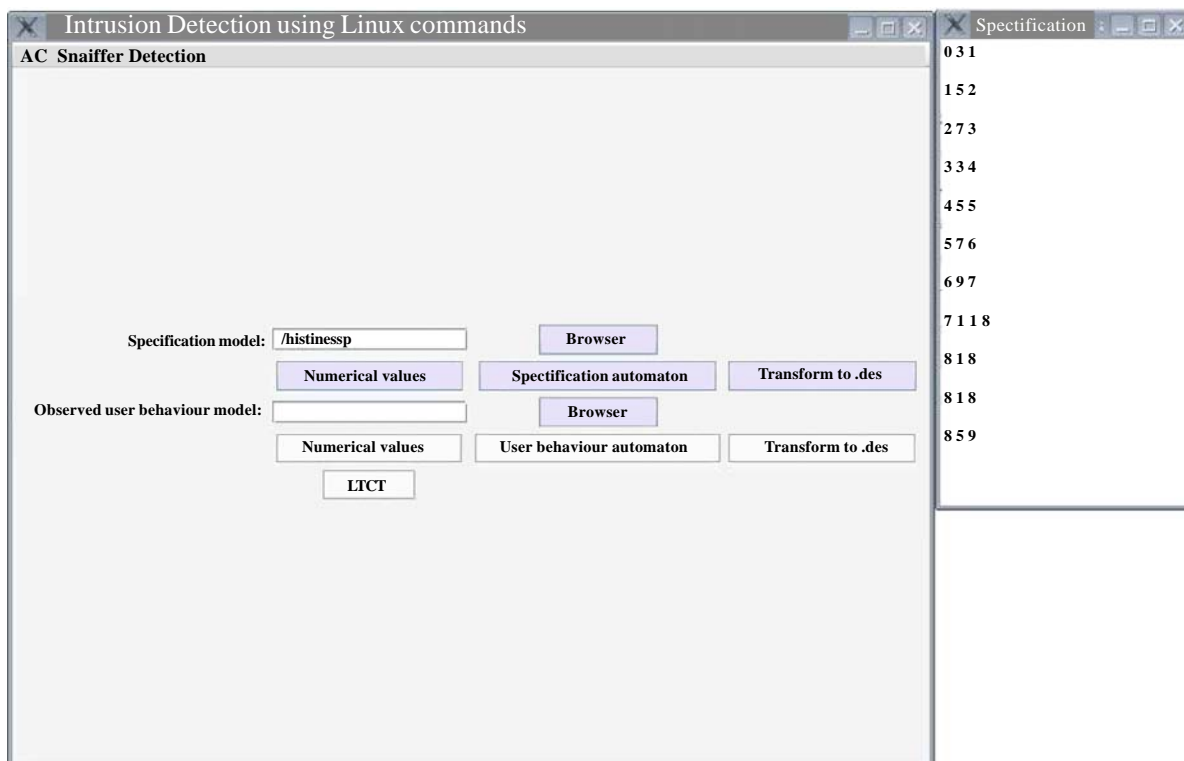 Intrusion Detection using Linux commands
AC Snaiffer Detection
Specification model: /histinessp Browser
Numerical values Spectification automaton Transform to .des
Observed user behaviour model: Browser
Numerical values User behaviour automaton Transform to .des
LTCT
Spectification
0 3 1
1 5 2
2 7 3
3 3 4
4 5 5
5 7 6
6 9 7
7 1 1 8
8 1 8
8 1 8
8 5 9